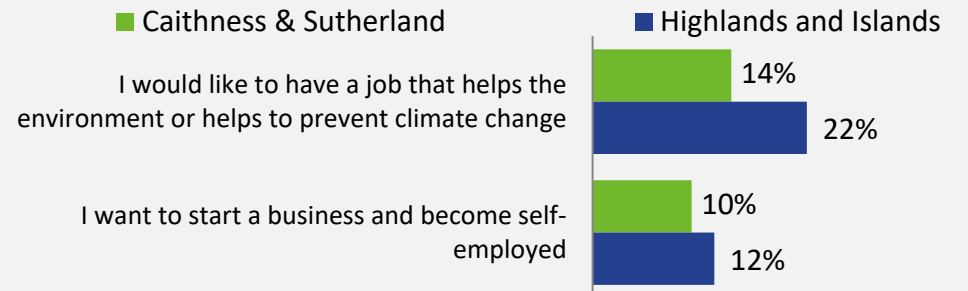 Caithness & Sutherland
Highlands and Islands
I would like to have a job that helps the
environment or helps to prevent climate change
14%
22%
I want to start a business and become self-
employed
10%
12%